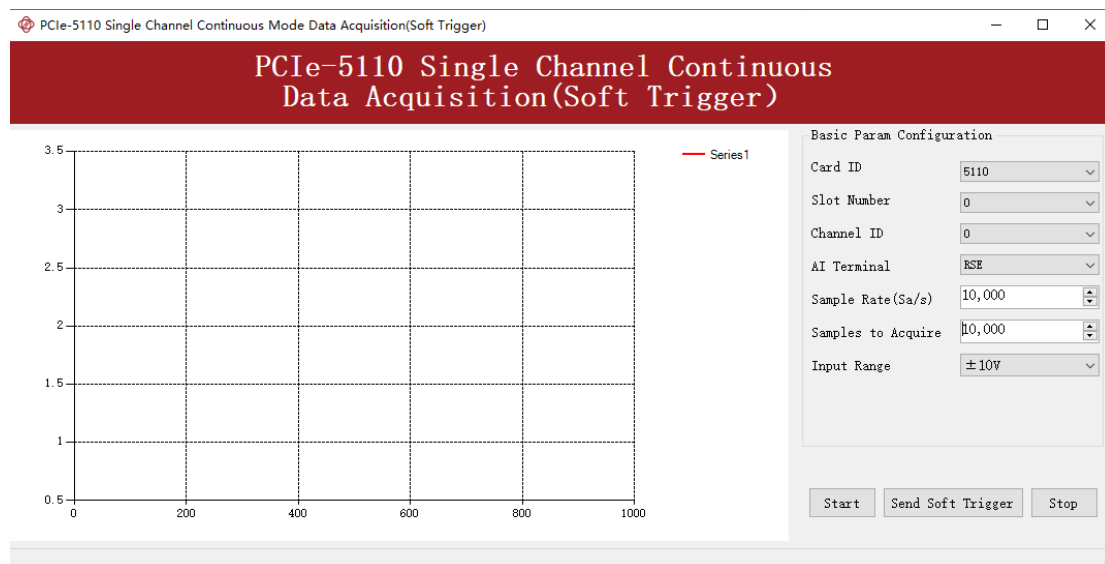 PCIe-5110 Single Channel Continuous Mode Data Acquisition(Soft Trigger)
PCIe-5110 Single Channel Continuous
Data Acquisition(Soft Trigger)
3.5
3
2.5
2
1.5
1
0.5
0 200 400 600 800 1000
Series1
Basic Param Configuration
Card ID 5110
Slot Number 0
Channel ID 0
AI Terminal RSE
Sample Rate(Sa/s) 10,000
Samples to Acquire 10,000
Input Range ±10V
Start Send Soft Trigger Stop